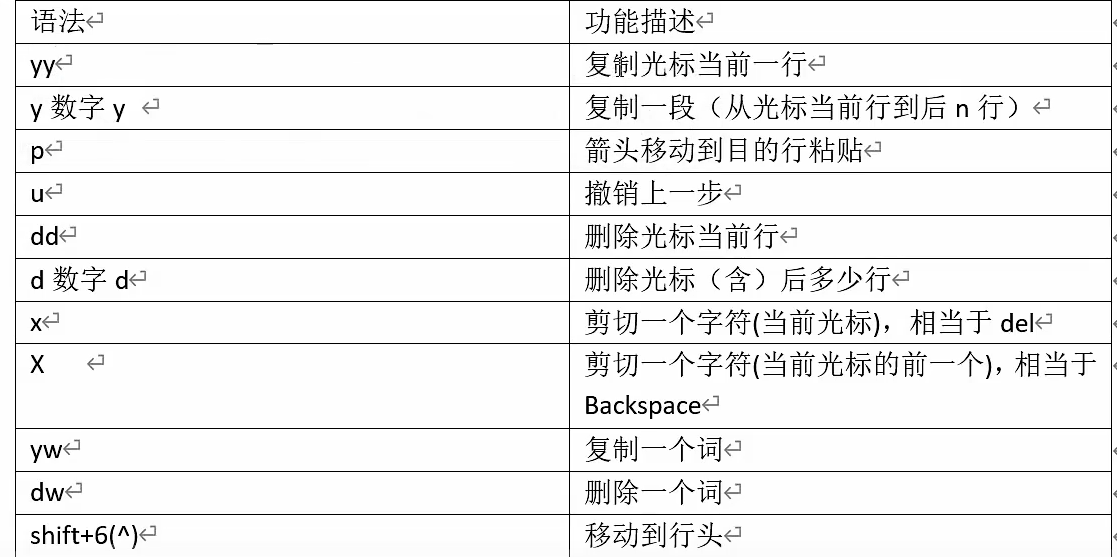 语法 功能描述
yy 复制光标当前一行
y 数字 y 复制一段（从光标当前行到后 n 行）
p 箭头移动到目的行粘贴
u 撤销上一步
dd 删除光标当前行
d 数字 d 删除光标（含）后多少行
x 剪切一个字符(当前光标)，相当于 del
X 剪切一个字符(当前光标的前一个)，相当于
Backspace
yw 复制一个词
dw 删除一个词
shift+6(^) 移动到行头